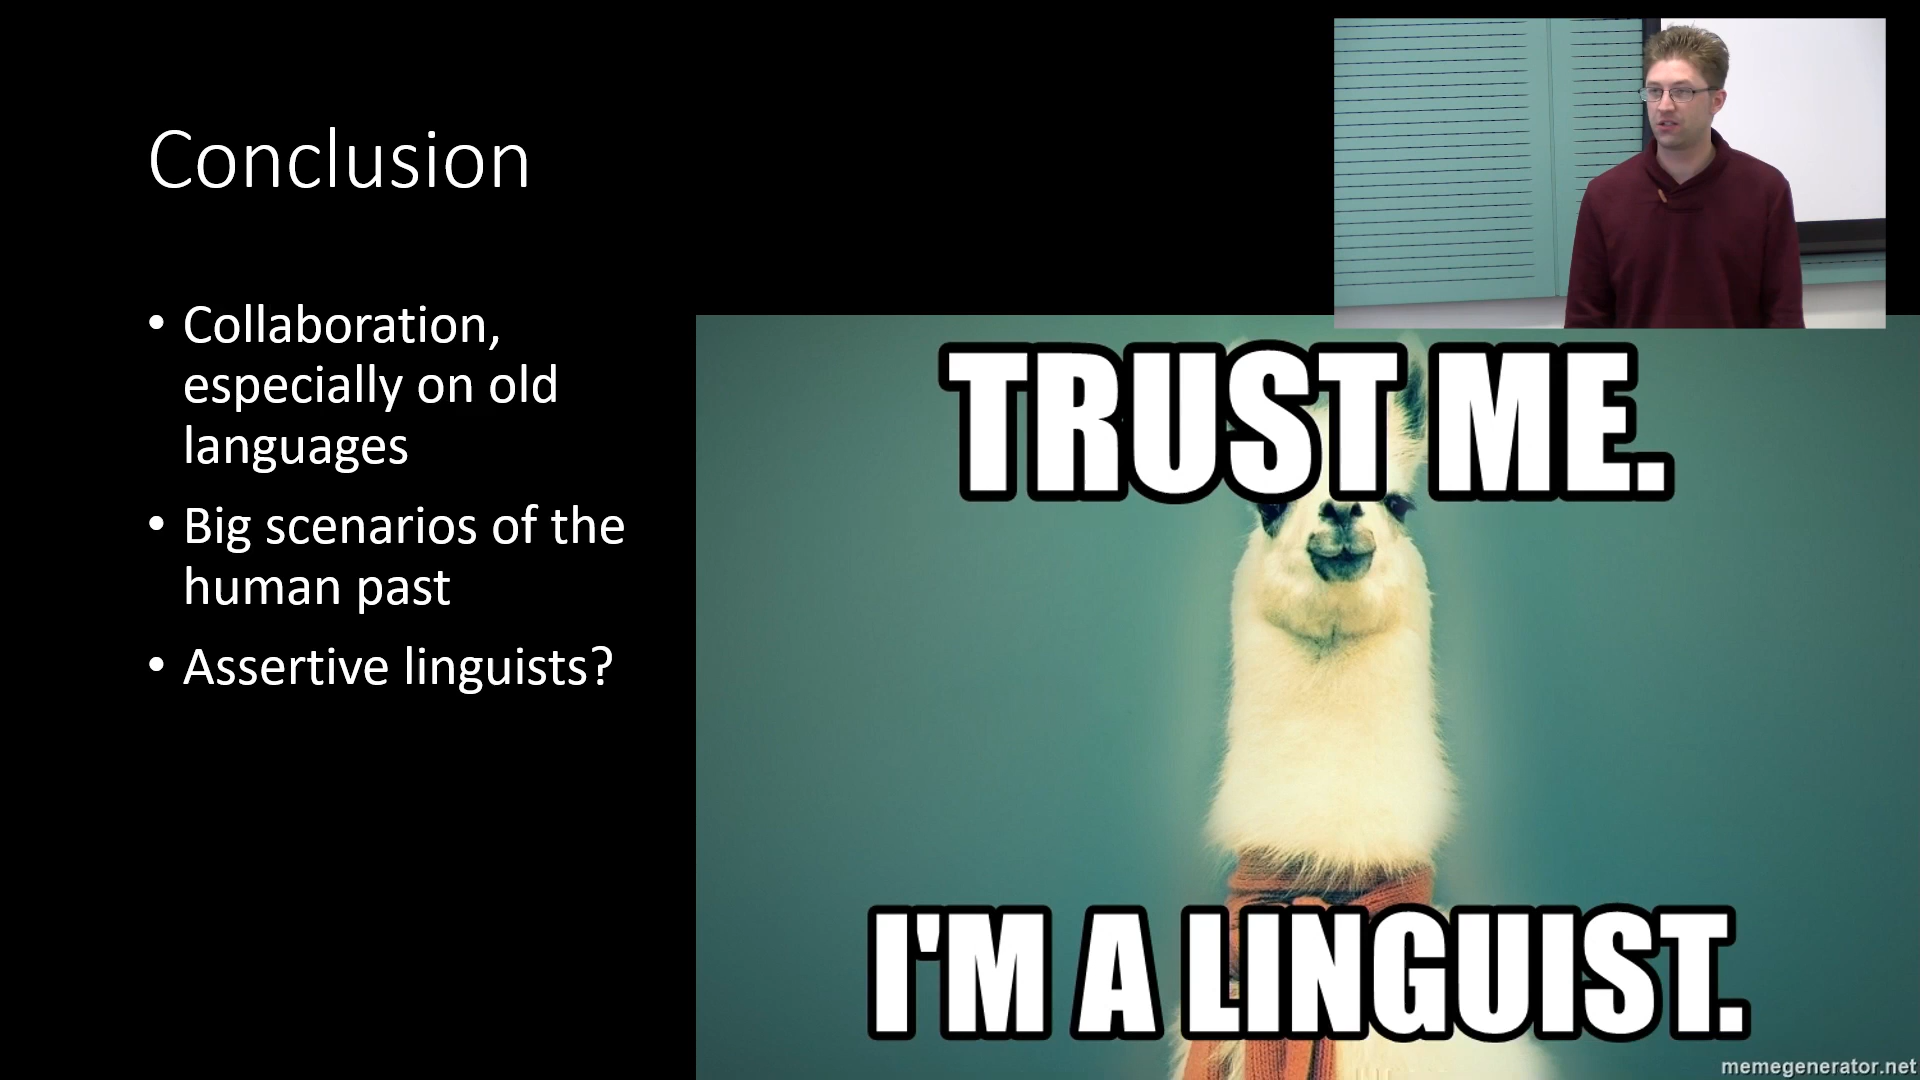 Conclusion
• Collaboration,
especially on old
languages
• Big scenarios of the
human past
• Assertive linguists?
TRUST ME.
I'M A LINGUIST.
memegenerator.net